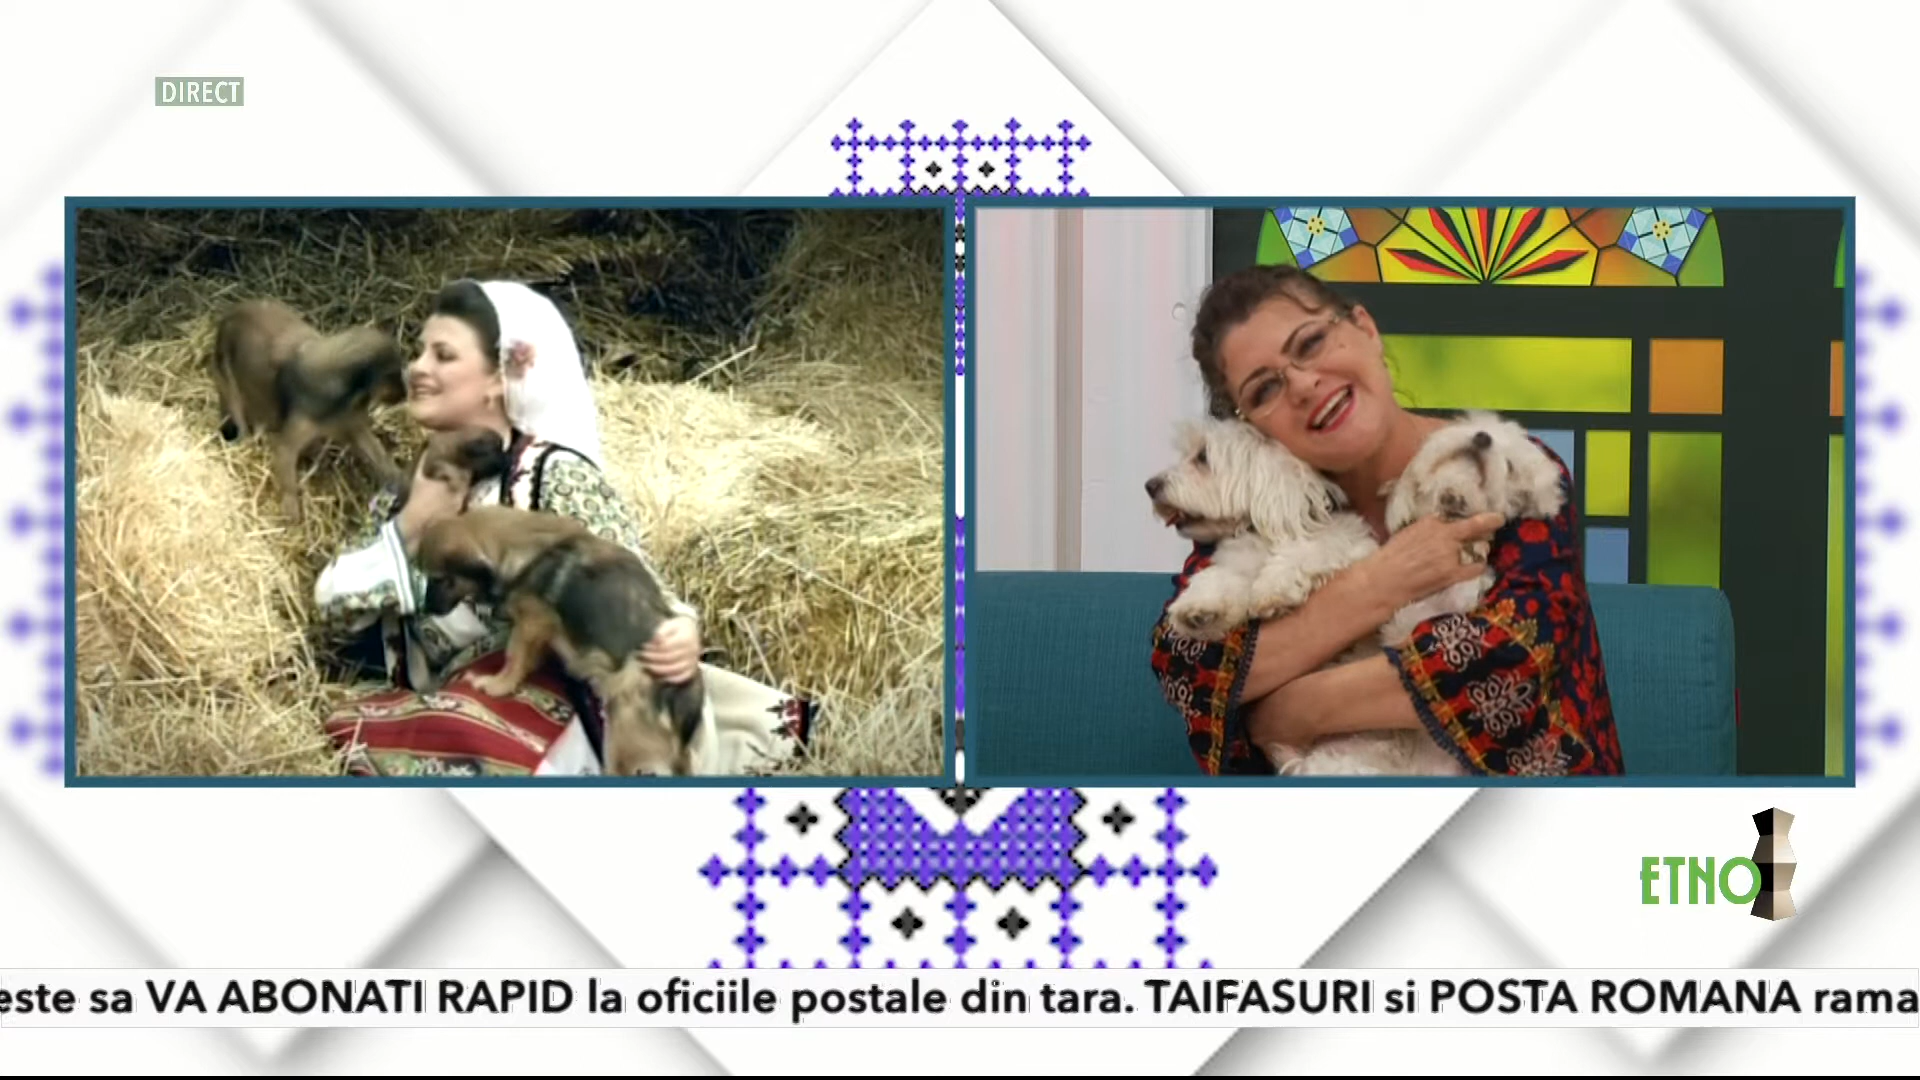 DIRECT
ETNO
este sa VA ABONATI RAPID la oficiile postale din tara. TAIFASURI si POSTA ROMANA rama